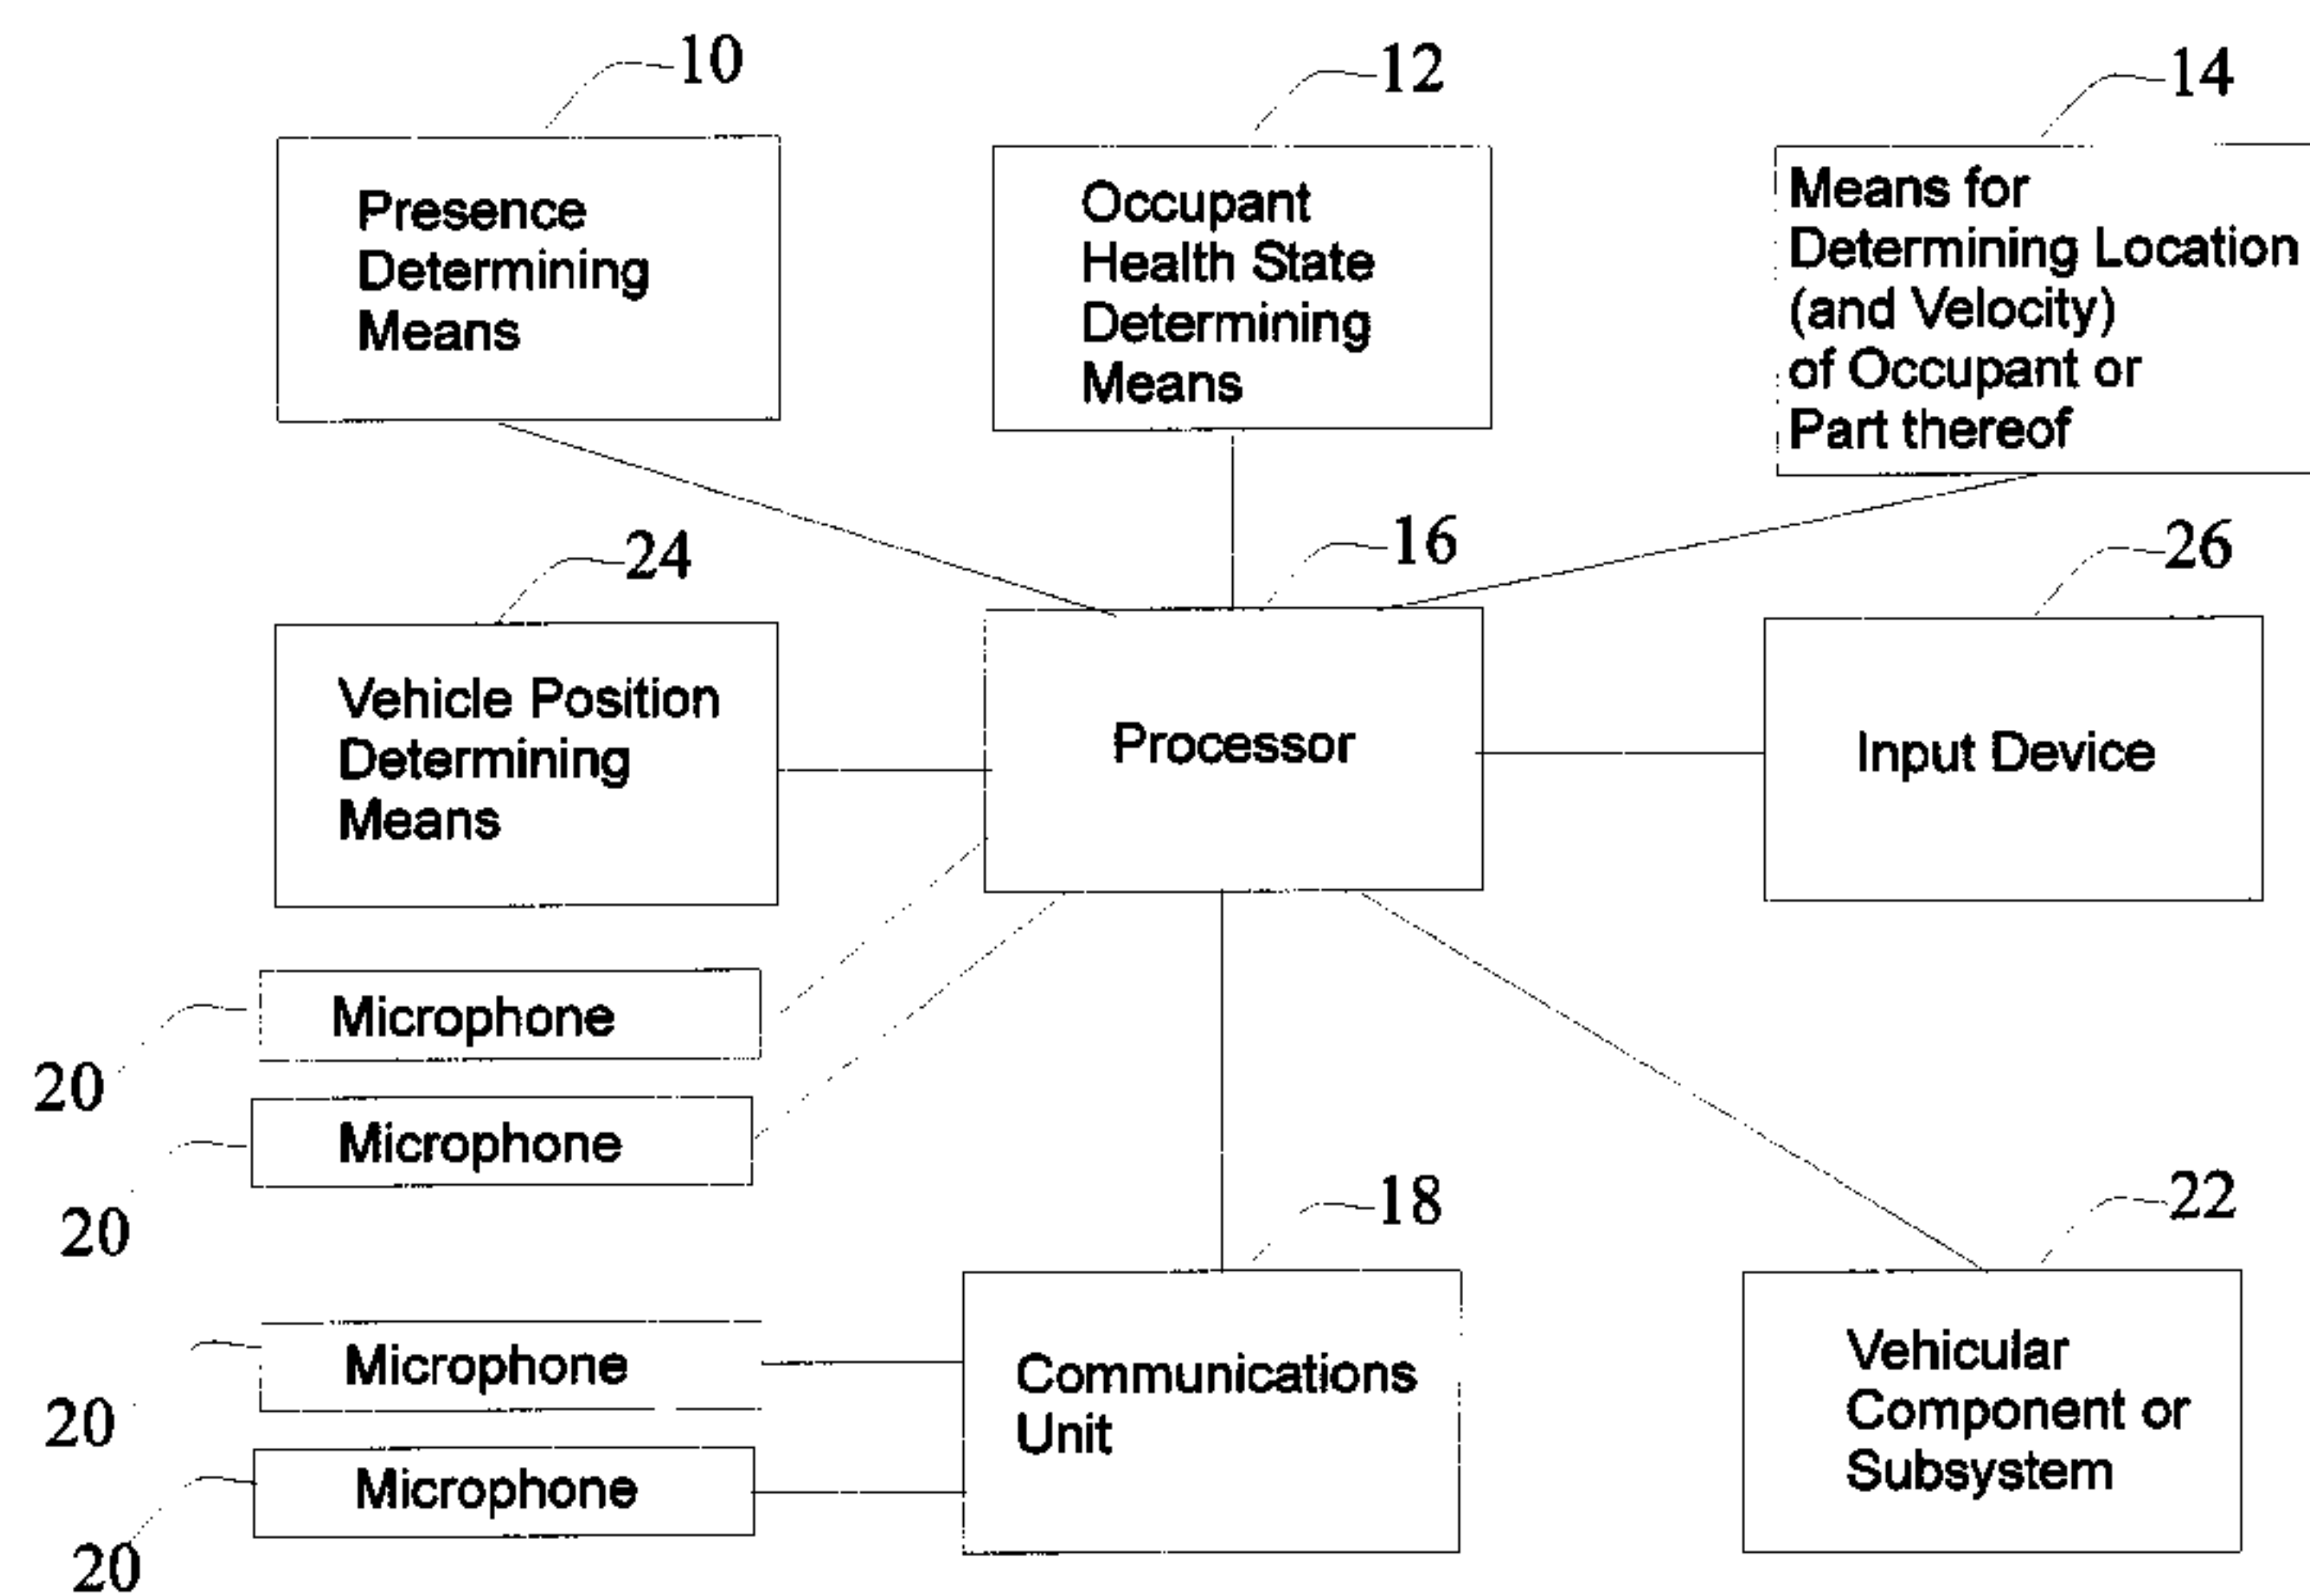 10
Presence
Determining
Means
12
Occupant
Health State
Determining
Means
14
Means for
Determining Location
(and Velocity)
of Occupant or
Part thereof
24
Vehicle Position
Determining
Means
16
Processor
26
Input Device
20
Microphone
20
Microphone
20
Microphone
20
Microphone
18
Communications
Unit
22
Vehicular
Component or
Subsystem